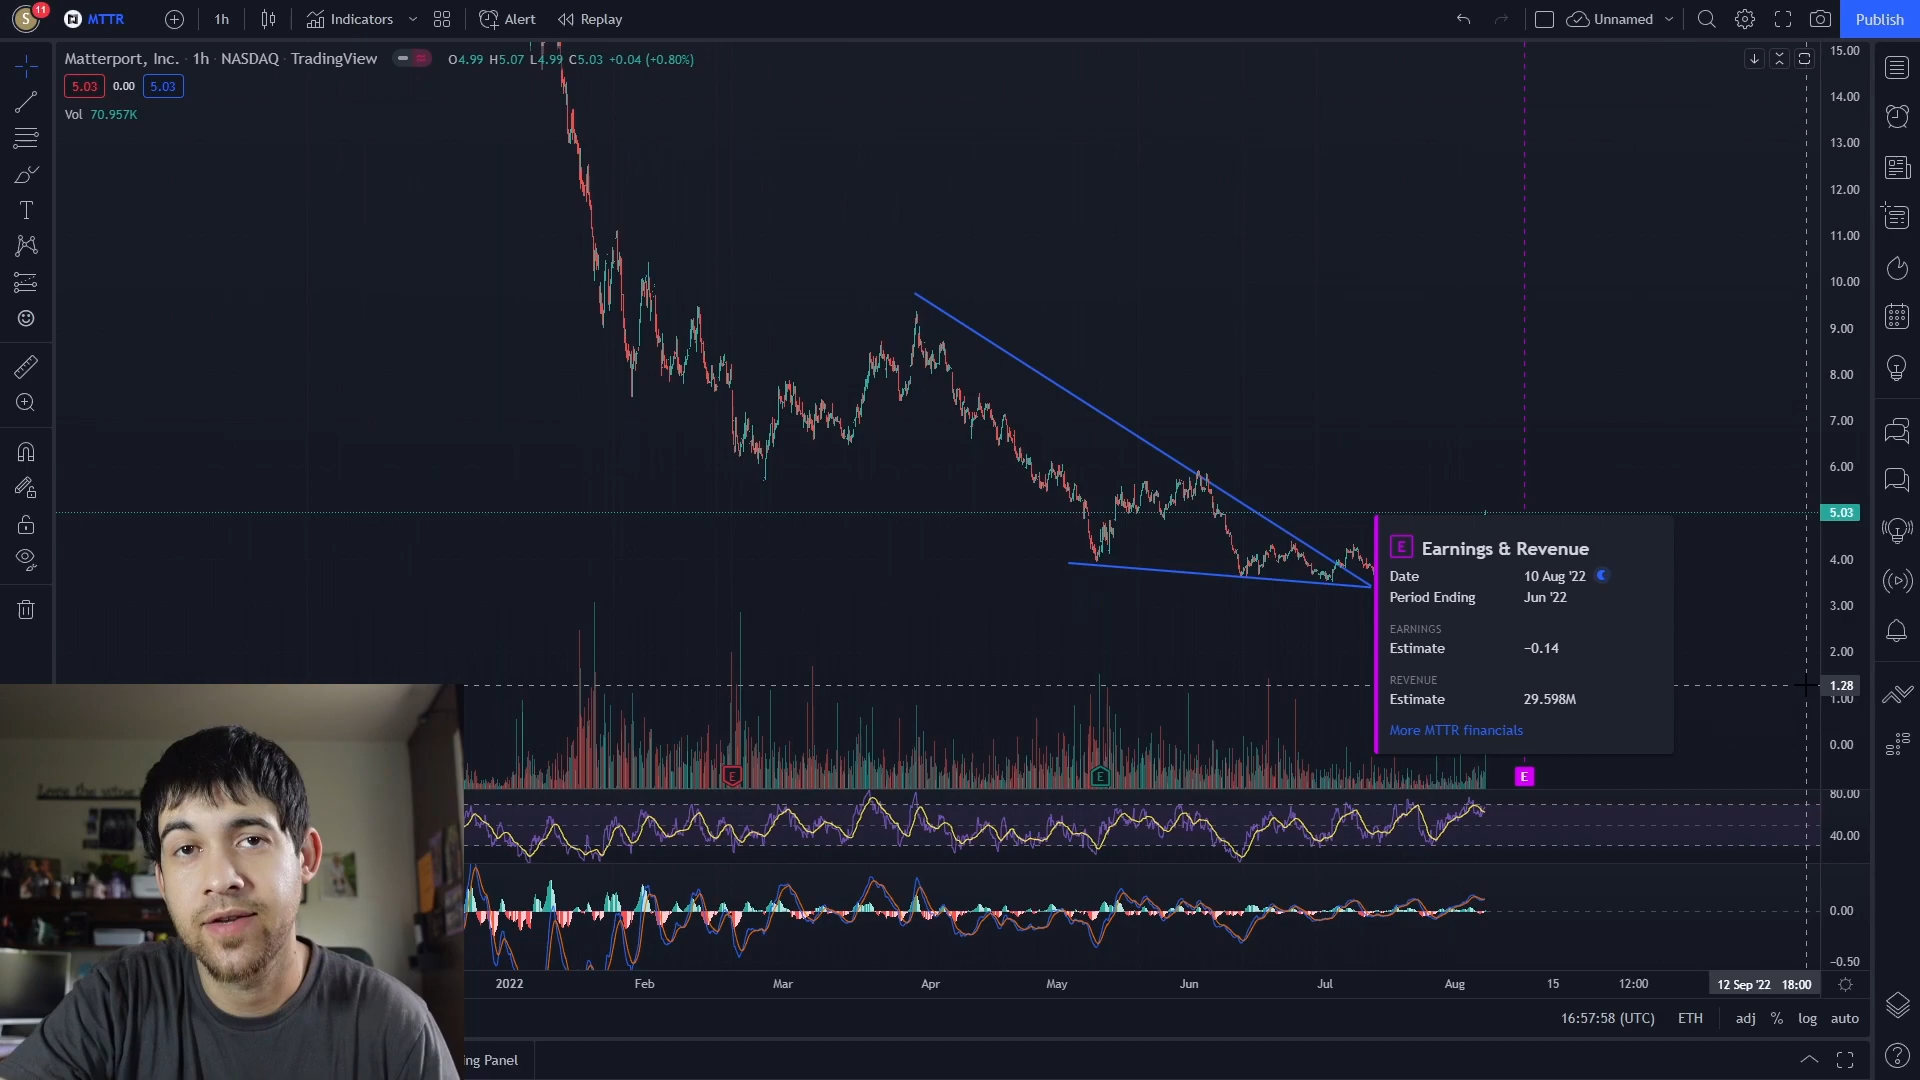 S 11 MTTR 1h Indicators Alert Replay Unnamed Publish
Matterport, Inc. · 1h · NASDAQ · TradingView O4.99 H5.07 L4.99 C5.03 +0.04 (+0.80%)
5.03 0.00 5.03
Vol 70.957K
15.00
14.00
13.00
12.00
11.00
10.00
9.00
8.00
7.00
6.00
5.03
4.00
3.00
2.00
1.28
1.00
0.00
E Earnings & Revenue
Date 10 Aug '22
Period Ending Jun '22
EARNINGS
Estimate −0.14
REVENUE
Estimate 29.598M
More MTTR financials
E E E
80.00
40.00
0.00
−0.50
2022 Feb Mar Apr May Jun Jul Aug 15 12:00 12 Sep '22 18:00
16:57:58 (UTC) ETH adj % log auto
ing Panel